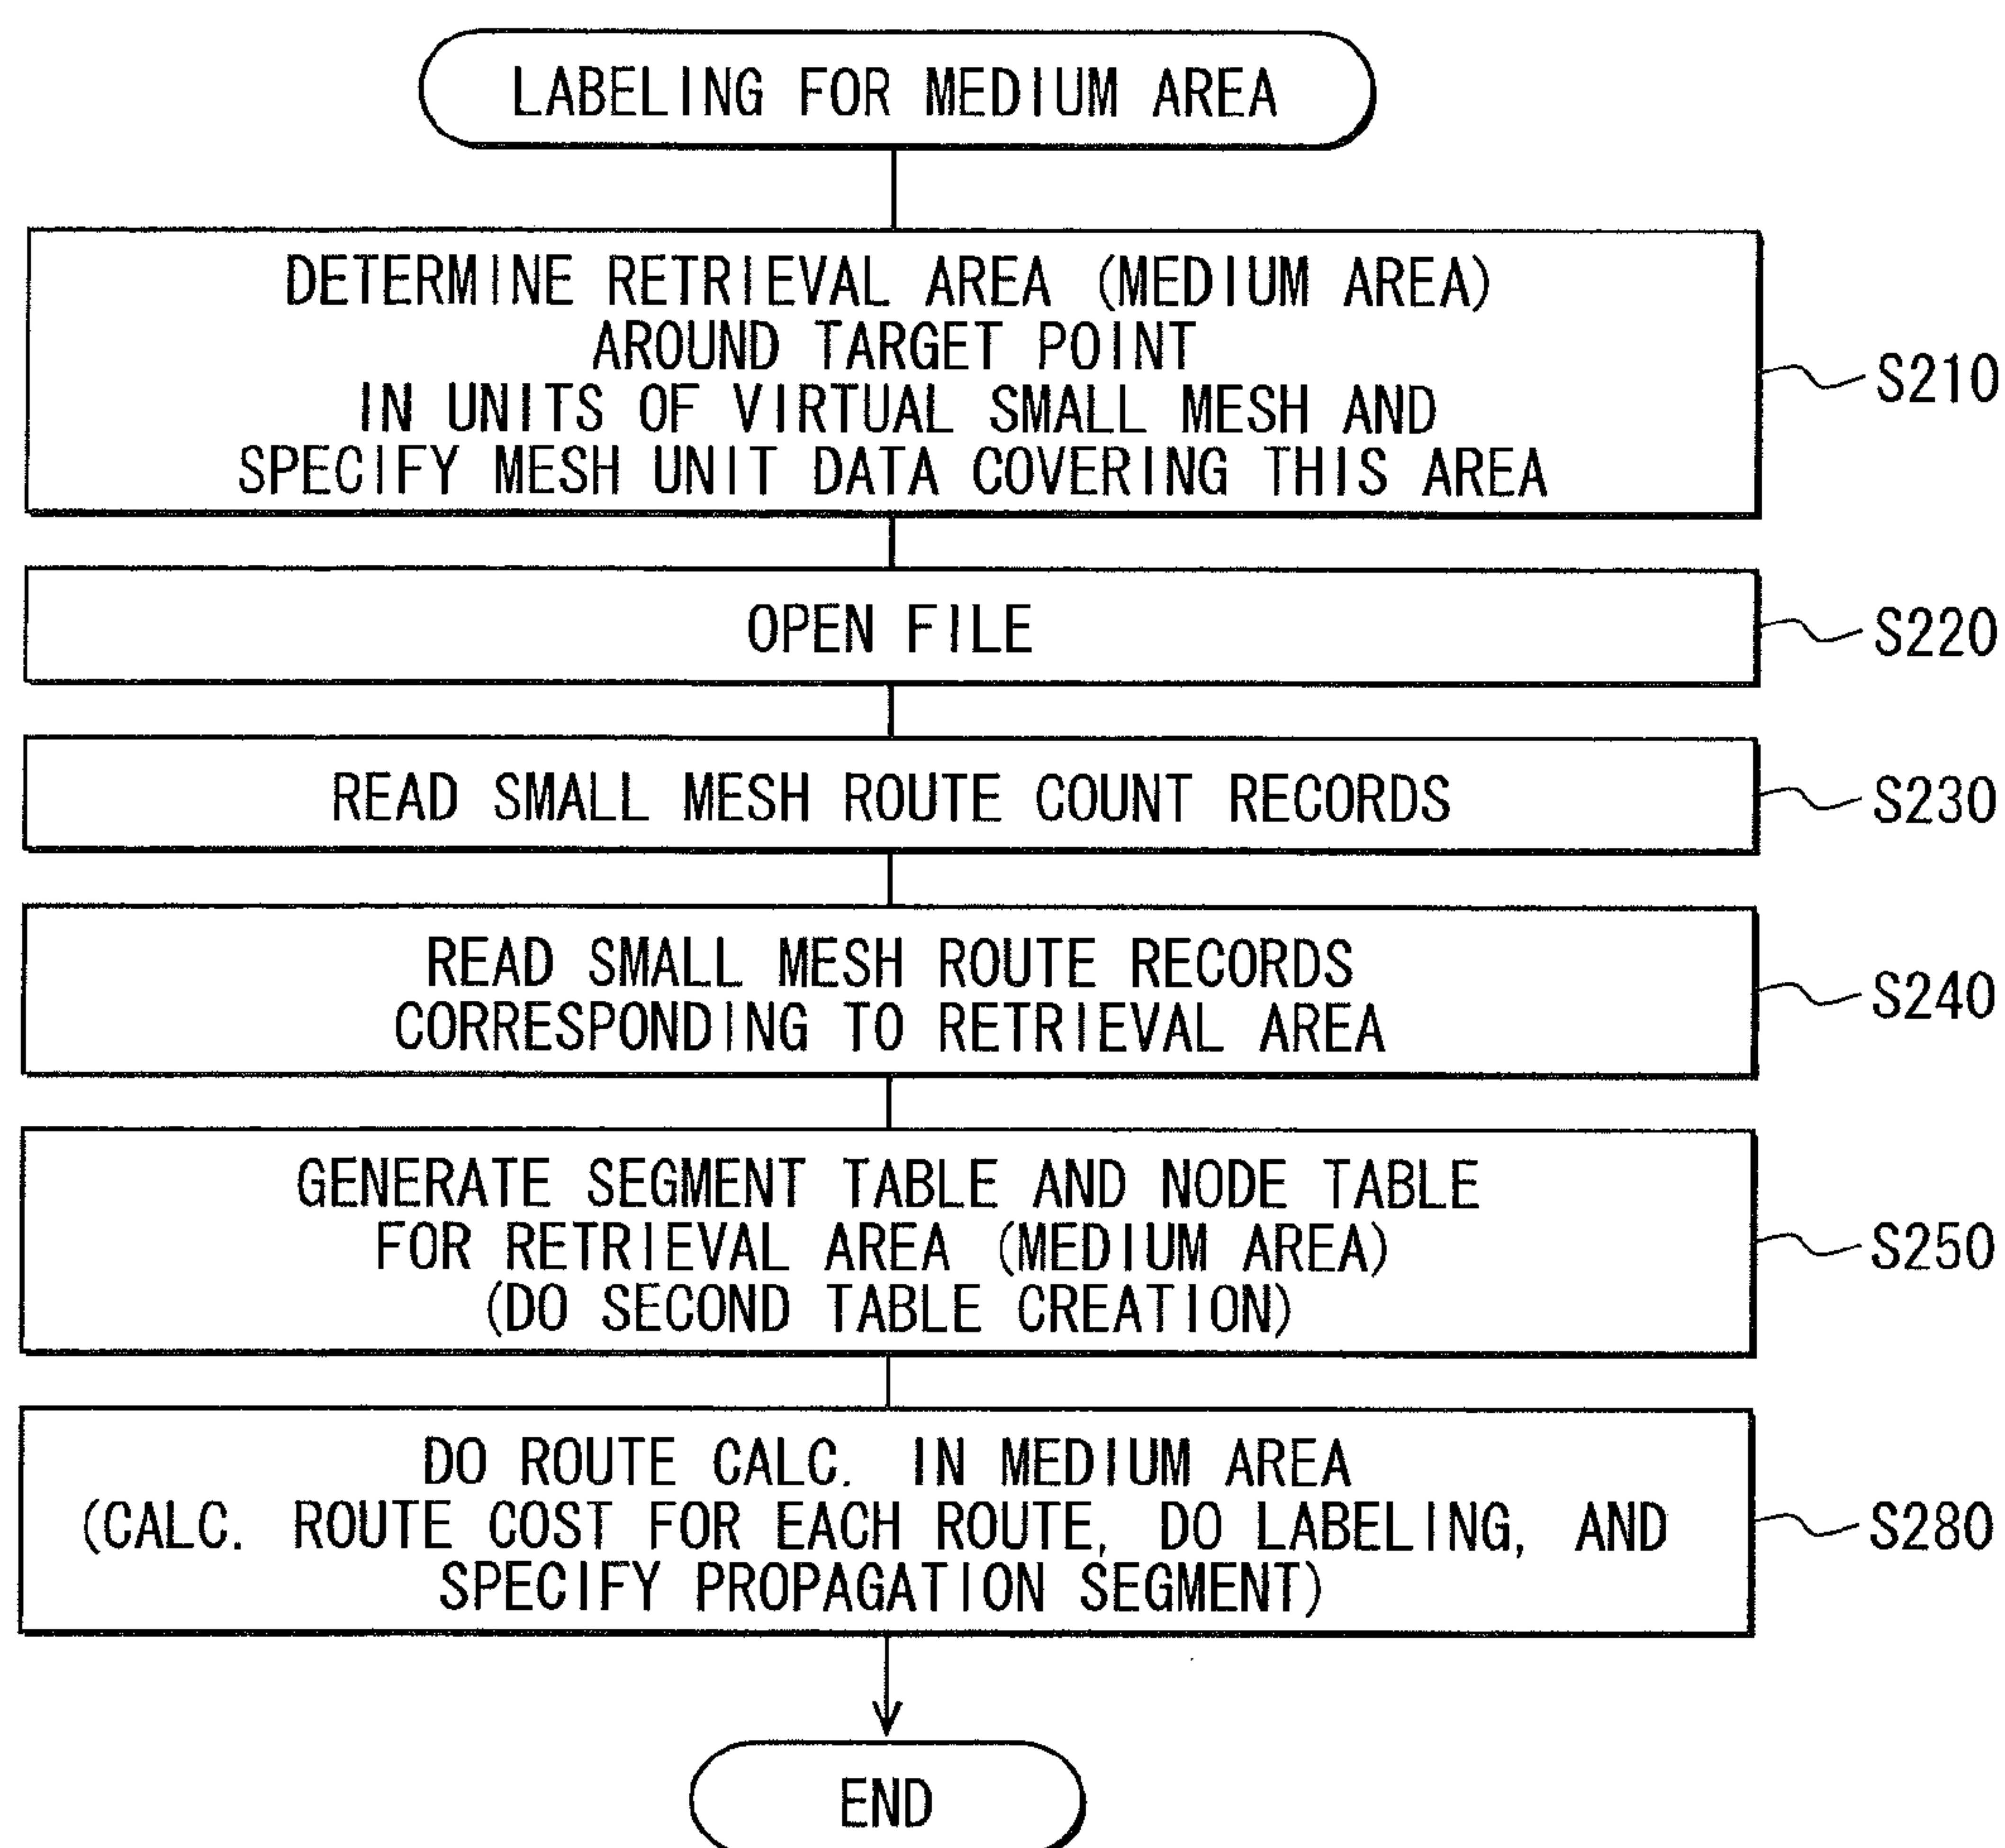 LABELING FOR MEDIUM AREA
DETERMINE RETRIEVAL AREA (MEDIUM AREA)
AROUND TARGET POINT
IN UNITS OF VIRTUAL SMALL MESH AND
SPECIFY MESH UNIT DATA COVERING THIS AREA
S210
OPEN FILE
S220
READ SMALL MESH ROUTE COUNT RECORDS
S230
READ SMALL MESH ROUTE RECORDS
CORRESPONDING TO RETRIEVAL AREA
S240
GENERATE SEGMENT TABLE AND NODE TABLE
FOR RETRIEVAL AREA (MEDIUM AREA)
(DO SECOND TABLE CREATION)
S250
DO ROUTE CALC. IN MEDIUM AREA
(CALC. ROUTE COST FOR EACH ROUTE, DO LABELING, AND
SPECIFY PROPAGATION SEGMENT)
S280
END